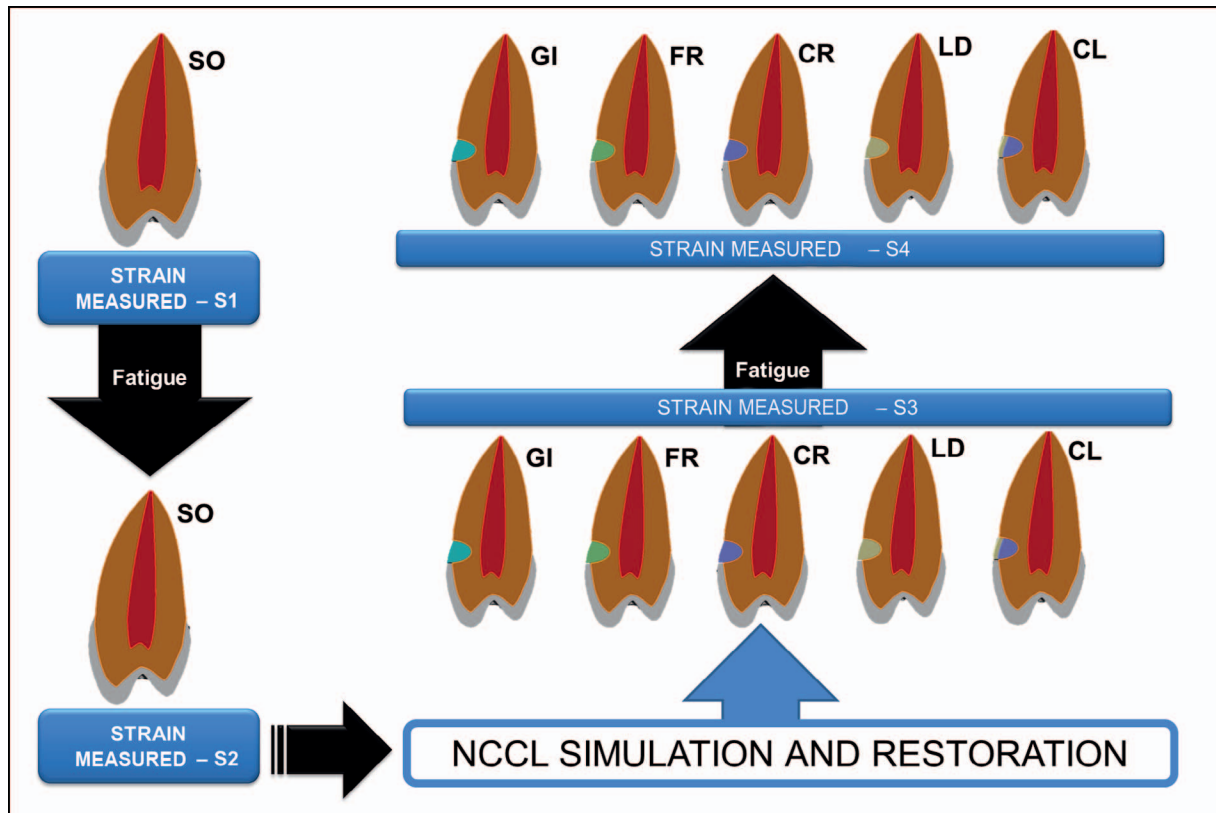 SO
STRAIN
MEASURED – S1
Fatigue
SO
STRAIN
MEASURED – S2
GI FR CR LD CL
STRAIN MEASURED – S4
Fatigue
STRAIN MEASURED – S3
GI FR CR LD CL
NCCL SIMULATION AND RESTORATION